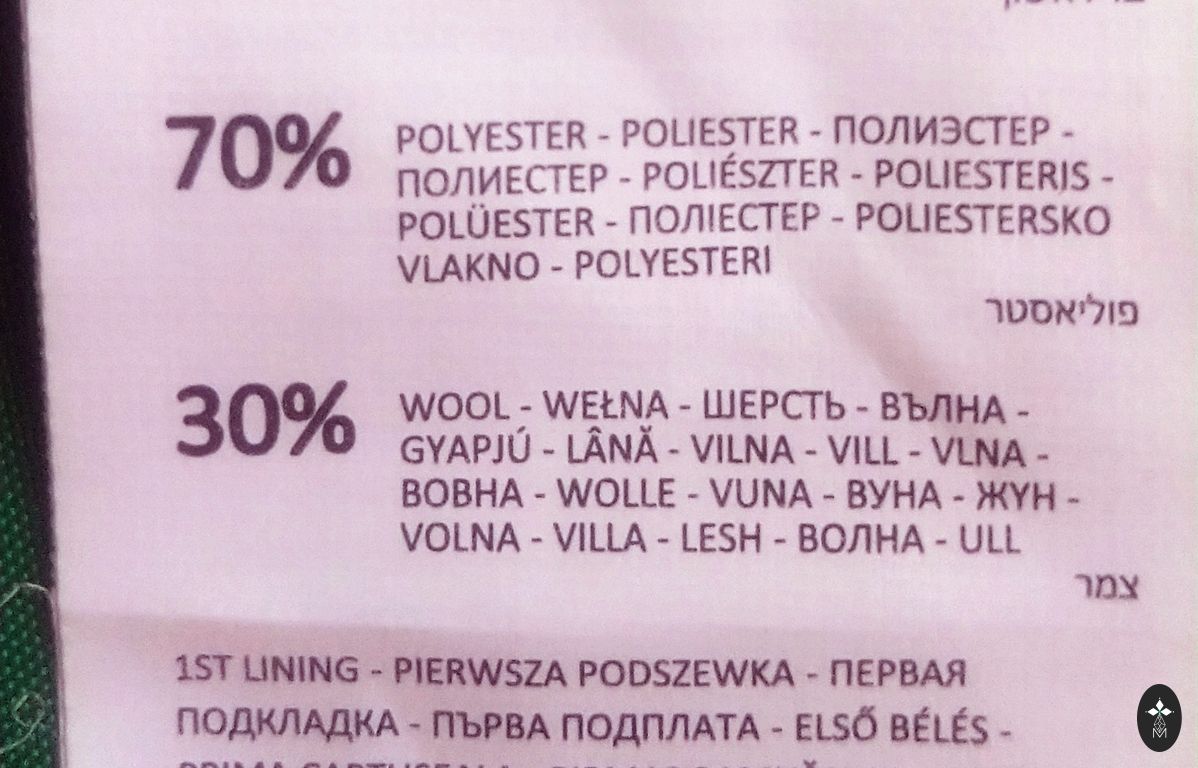 70% POLYESTER - POLIESTER - ПОЛИЭСТЕР -
ПОЛИЕСТЕР - POLIÉSZTER - POLIESTERIS -
POLÜESTER - ПОЛІЕСТЕР - POLIESTERSKO
VLAKNO - POLYESTERI
פוליאסטר
30% WOOL - WEŁNA - ШЕРСТЬ - ВЪЛНА -
GYAPJÚ - LÂNĂ - VILNA - VILL - VLNA -
ВОВНА - WOLLE - VUNA - ВУНА - ЖҮН -
VOLNA - VILLA - LESH - ВОЛНА - ULL
צמר
1ST LINING - PIERWSZA PODSZEWKA - ПЕРВАЯ
ПОДКЛАДКА - ПЪРВА ПОДПЛАТА - ELSŐ BÉLÉS -